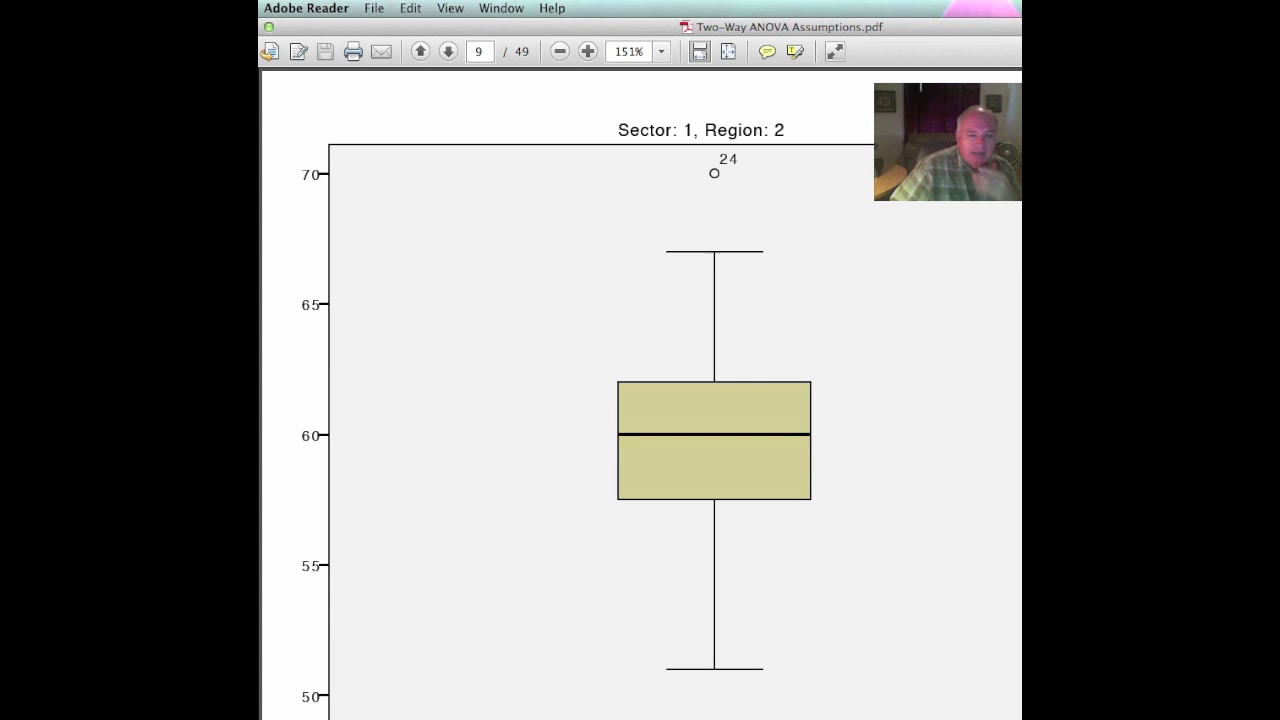 Adobe Reader File Edit View Window Help
Two-Way ANOVA Assumptions.pdf
9 / 49 151%
Sector: 1, Region: 2
24
70
65
60
55
50